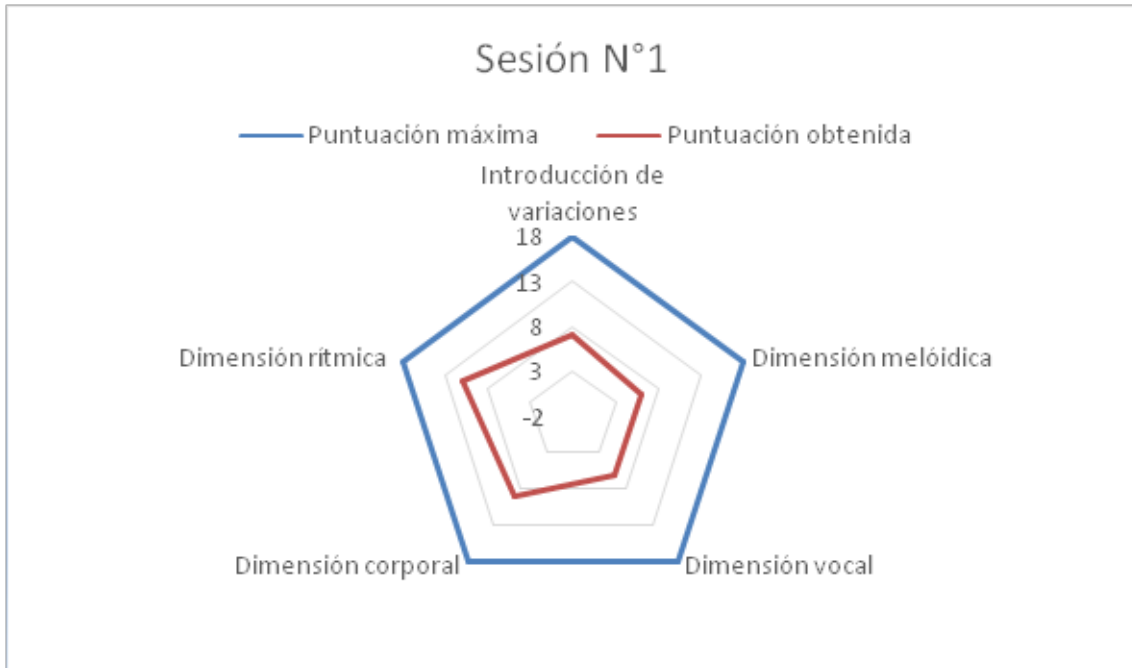 Sesión N°1
Puntuación máxima Puntuación obtenida
Introducción de
variaciones
18
13
8
3
-2
Dimensión rítmica
Dimensión melóidica
Dimensión corporal
Dimensión vocal